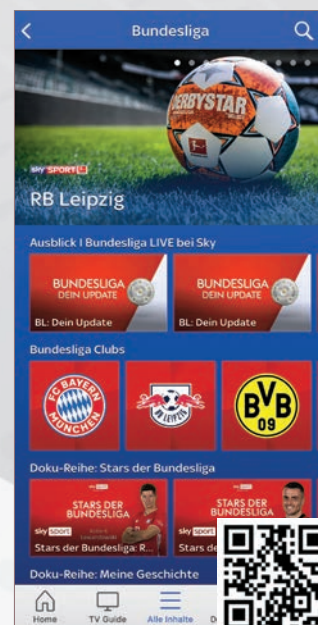 Bundesliga
DERBYSTAR
sky SPORT
RB Leipzig
Ausblick I Bundesliga LIVE bei Sky
BUNDESLIGA
DEIN UPDATE
BL: Dein Update
BUNDESLIGA
DEIN UPDATE
BL: Dein Update
Bundesliga Clubs
FC BAYERN
MÜNCHEN
RB LEIPZIG
BVB
09
Doku-Reihe: Stars der Bundesliga
STARS DER
BUNDESLIGA
sky sport
Stars der Bundesliga: R...
STARS DER
BUNDESLIGA
sky sport
Stars de
Doku-Reihe: Meine Geschichte
Home
TV Guide
Alle Inhalte